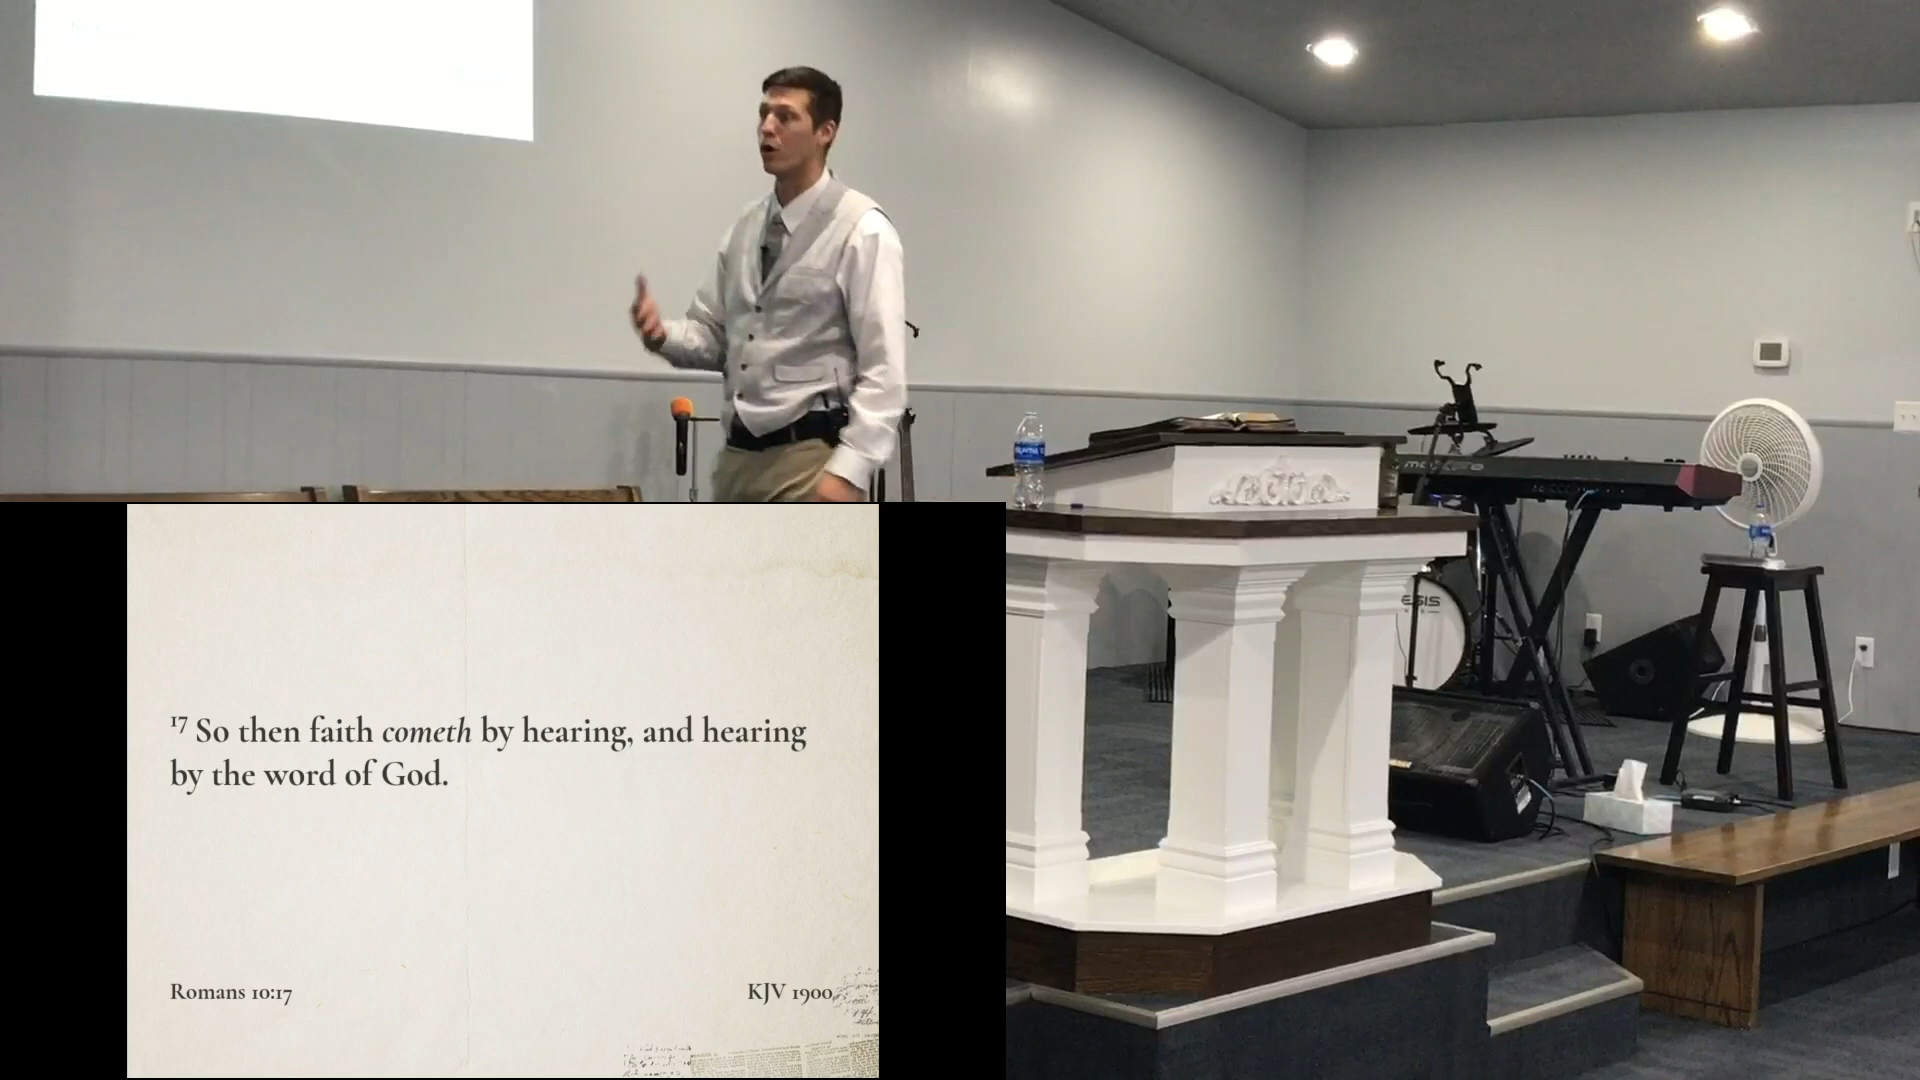 17 So then faith cometh by hearing, and hearing
by the word of God.
Romans 10:17
KJV 1900